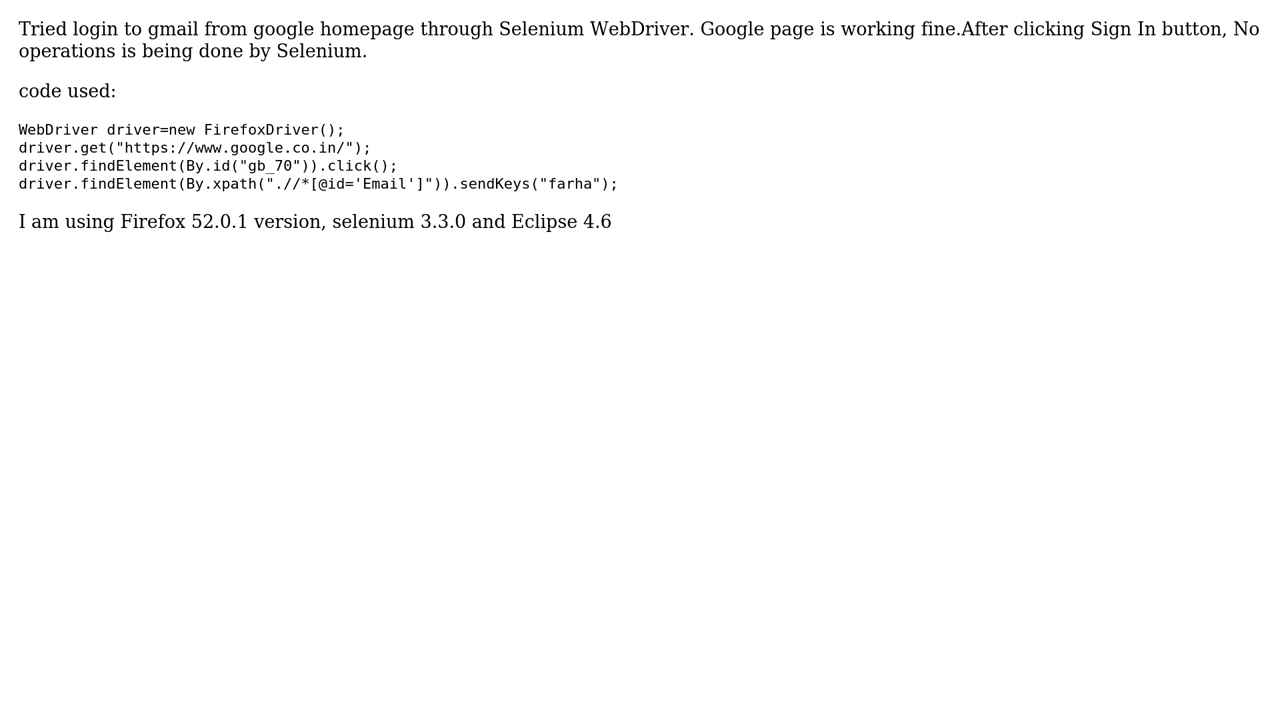 Tried login to gmail from google homepage through Selenium WebDriver. Google page is working fine.After clicking Sign In button, No
operations is being done by Selenium.
code used:
WebDriver driver=new FirefoxDriver();
driver.get("https://www.google.co.in/");
driver.findElement(By.id("gb_70")).click();
driver.findElement(By.xpath(".//*[@id='Email']")).sendKeys("farha");
I am using Firefox 52.0.1 version, selenium 3.3.0 and Eclipse 4.6